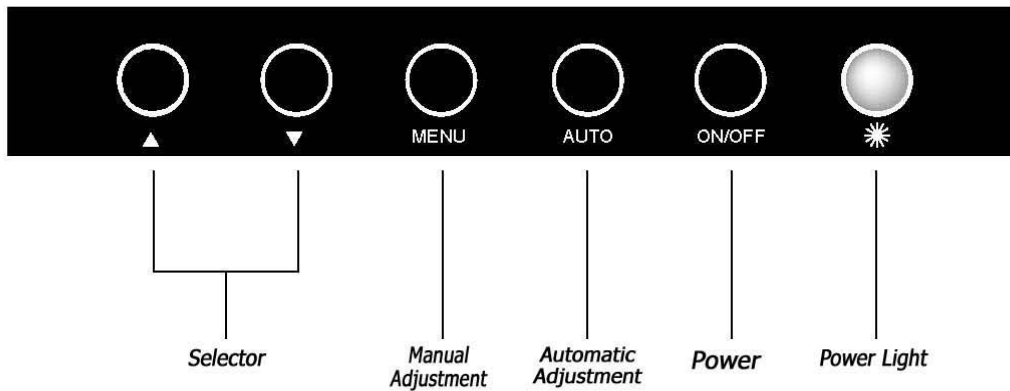 ▲ ▼ MENU AUTO ON/OFF
Selector
Manual
Adjustment
Automatic
Adjustment
Power
Power Light